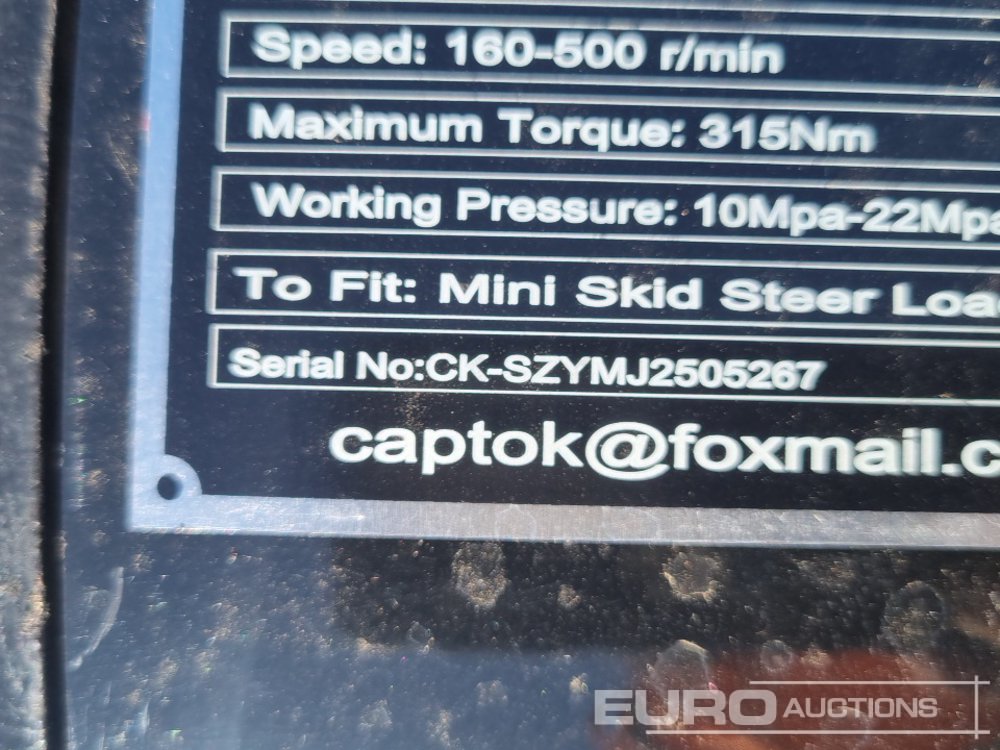 Speed: 160-500 r/min
Maximum Torque: 315Nm
Working Pressure: 10Mpa-22Mpa
To Fit: Mini Skid Steer Loa
Serial No:CK-SZYMJ2505267
captok@foxmail.c
EURO AUCTIONS